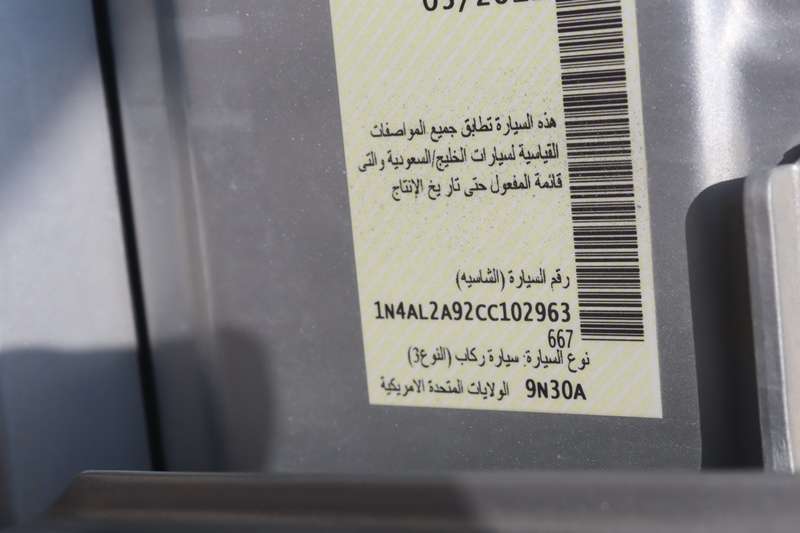 هذه السيارة تطابق جميع المواصفات
القياسية لسيارات الخليج/السعودية والتى
قائمة المفعول حتى تاريخ الإنتاج
رقم السيارة (الشاسيه)
1N4AL2A92CC102963
667
نوع السيارة: سيارة ركاب (النوع3)
الولايات المتحدة الامريكية 9N30A